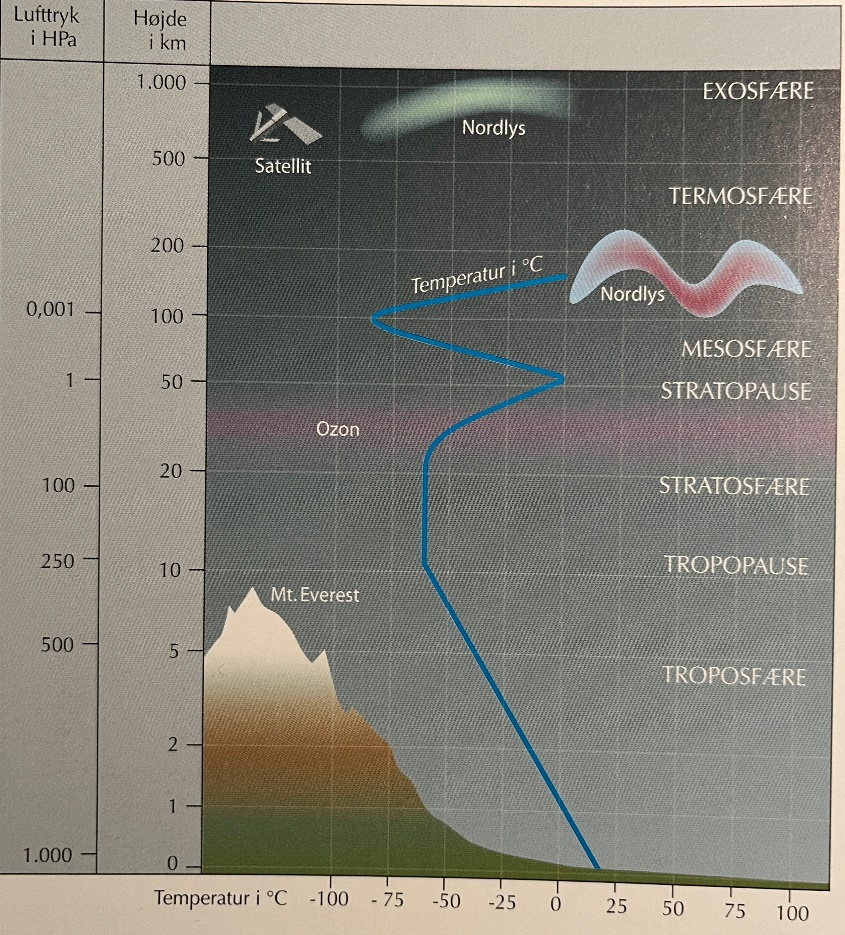 Lufttryk
i HPa
Højde
i km
1.000
500
200
100
50
20
10
5
2
1
0
0,001
1
100
250
500
1.000
EXOSFÆRE
Nordlys
Satellit
TERMOSFÆRE
Temperatur i °C
Nordlys
MESOSFÆRE
STRATOPAUSE
Ozon
STRATOSFÆRE
TROPOPAUSE
Mt. Everest
TROPOSFÆRE
Temperatur i °C -100 -75 -50 -25 0 25 50 75 100